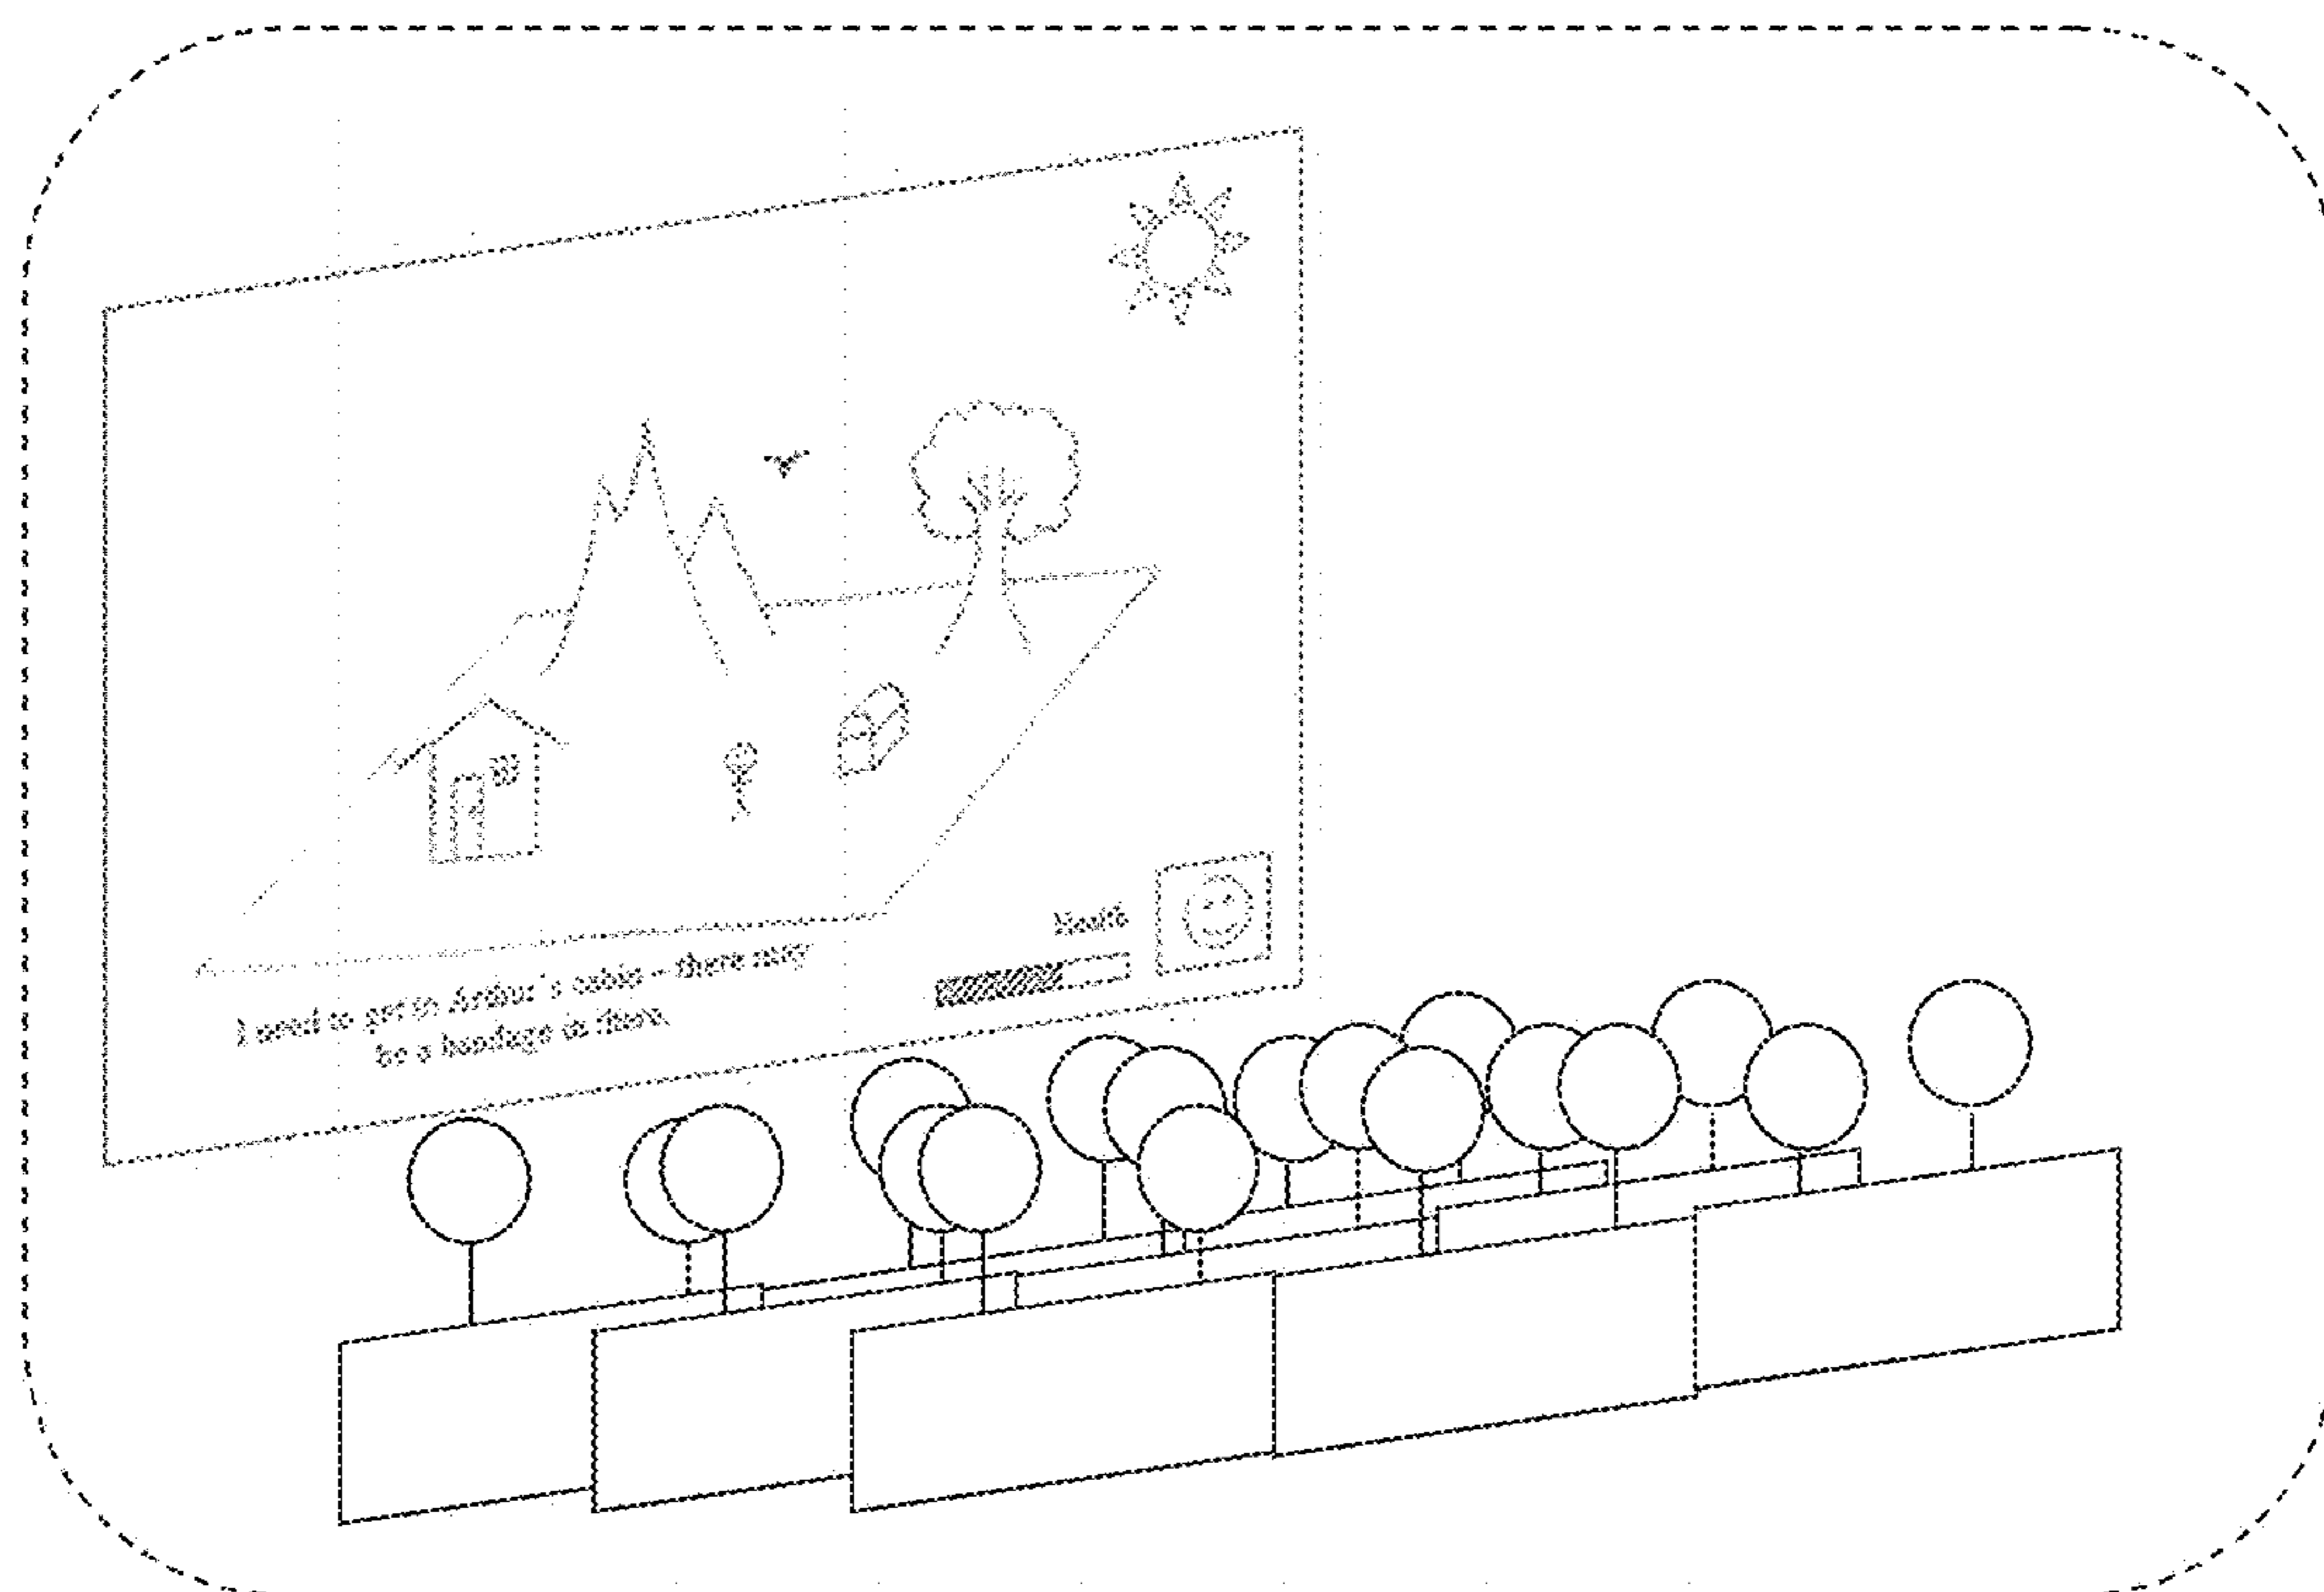 Health
I need to get to Arthur's cabin - there may
be a bandage in there.